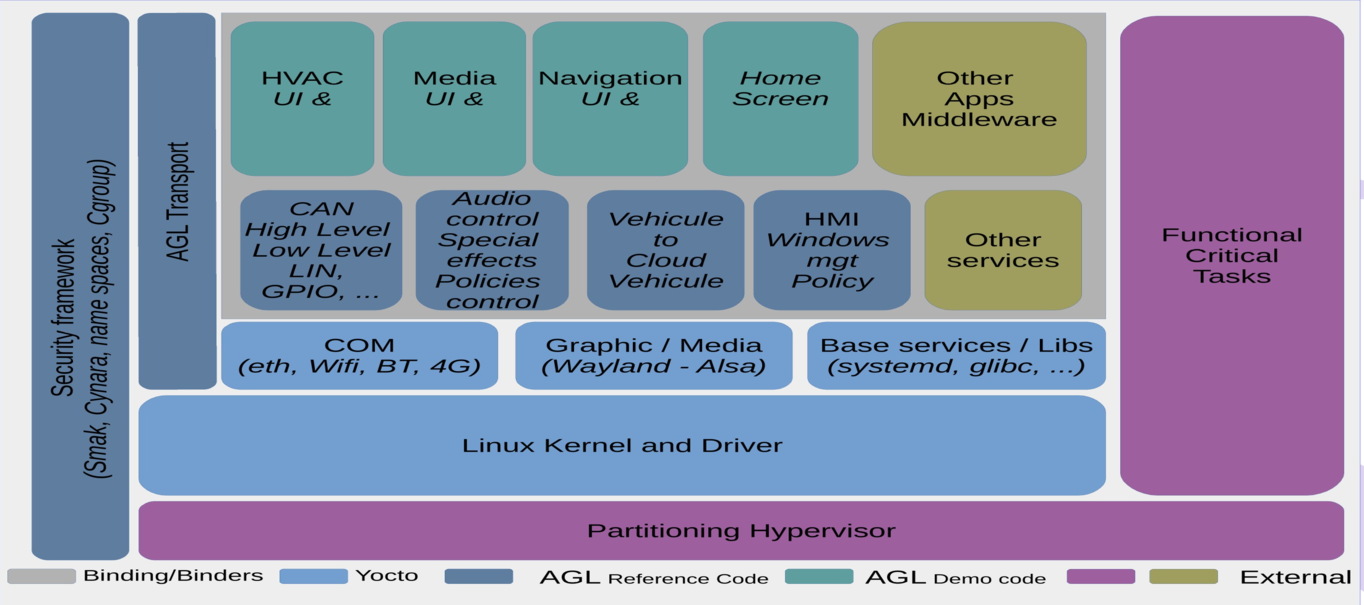 Security framework
(Smak, Cynara, name spaces, Cgroup)
AGL Transport
HVAC
UI &
Media
UI &
Navigation
UI &
Home
Screen
Other
Apps
Middleware
CAN
High Level
Low Level
LIN,
GPIO, ...
Audio
control
Special
effects
Policies
control
Vehicule
to
Cloud
Vehicule
HMI
Windows
mgt
Policy
Other
services
Functional
Critical
Tasks
COM
(eth, Wifi, BT, 4G)
Graphic / Media
(Wayland - Alsa)
Base services / Libs
(systemd, glibc, ...)
Linux Kernel and Driver
Partitioning Hypervisor
Binding/Binders
Yocto
AGL Reference Code
AGL Demo code
External